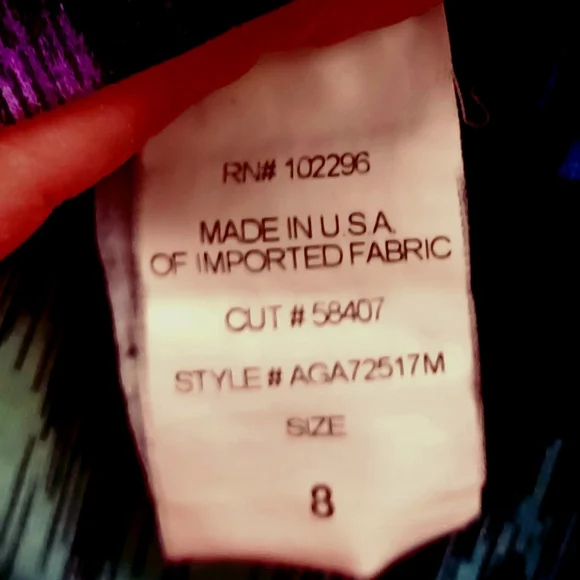 RN# 102296
MADE IN U.S.A.
OF IMPORTED FABRIC
CUT # 58407
STYLE # AGA72517M
SIZE
8